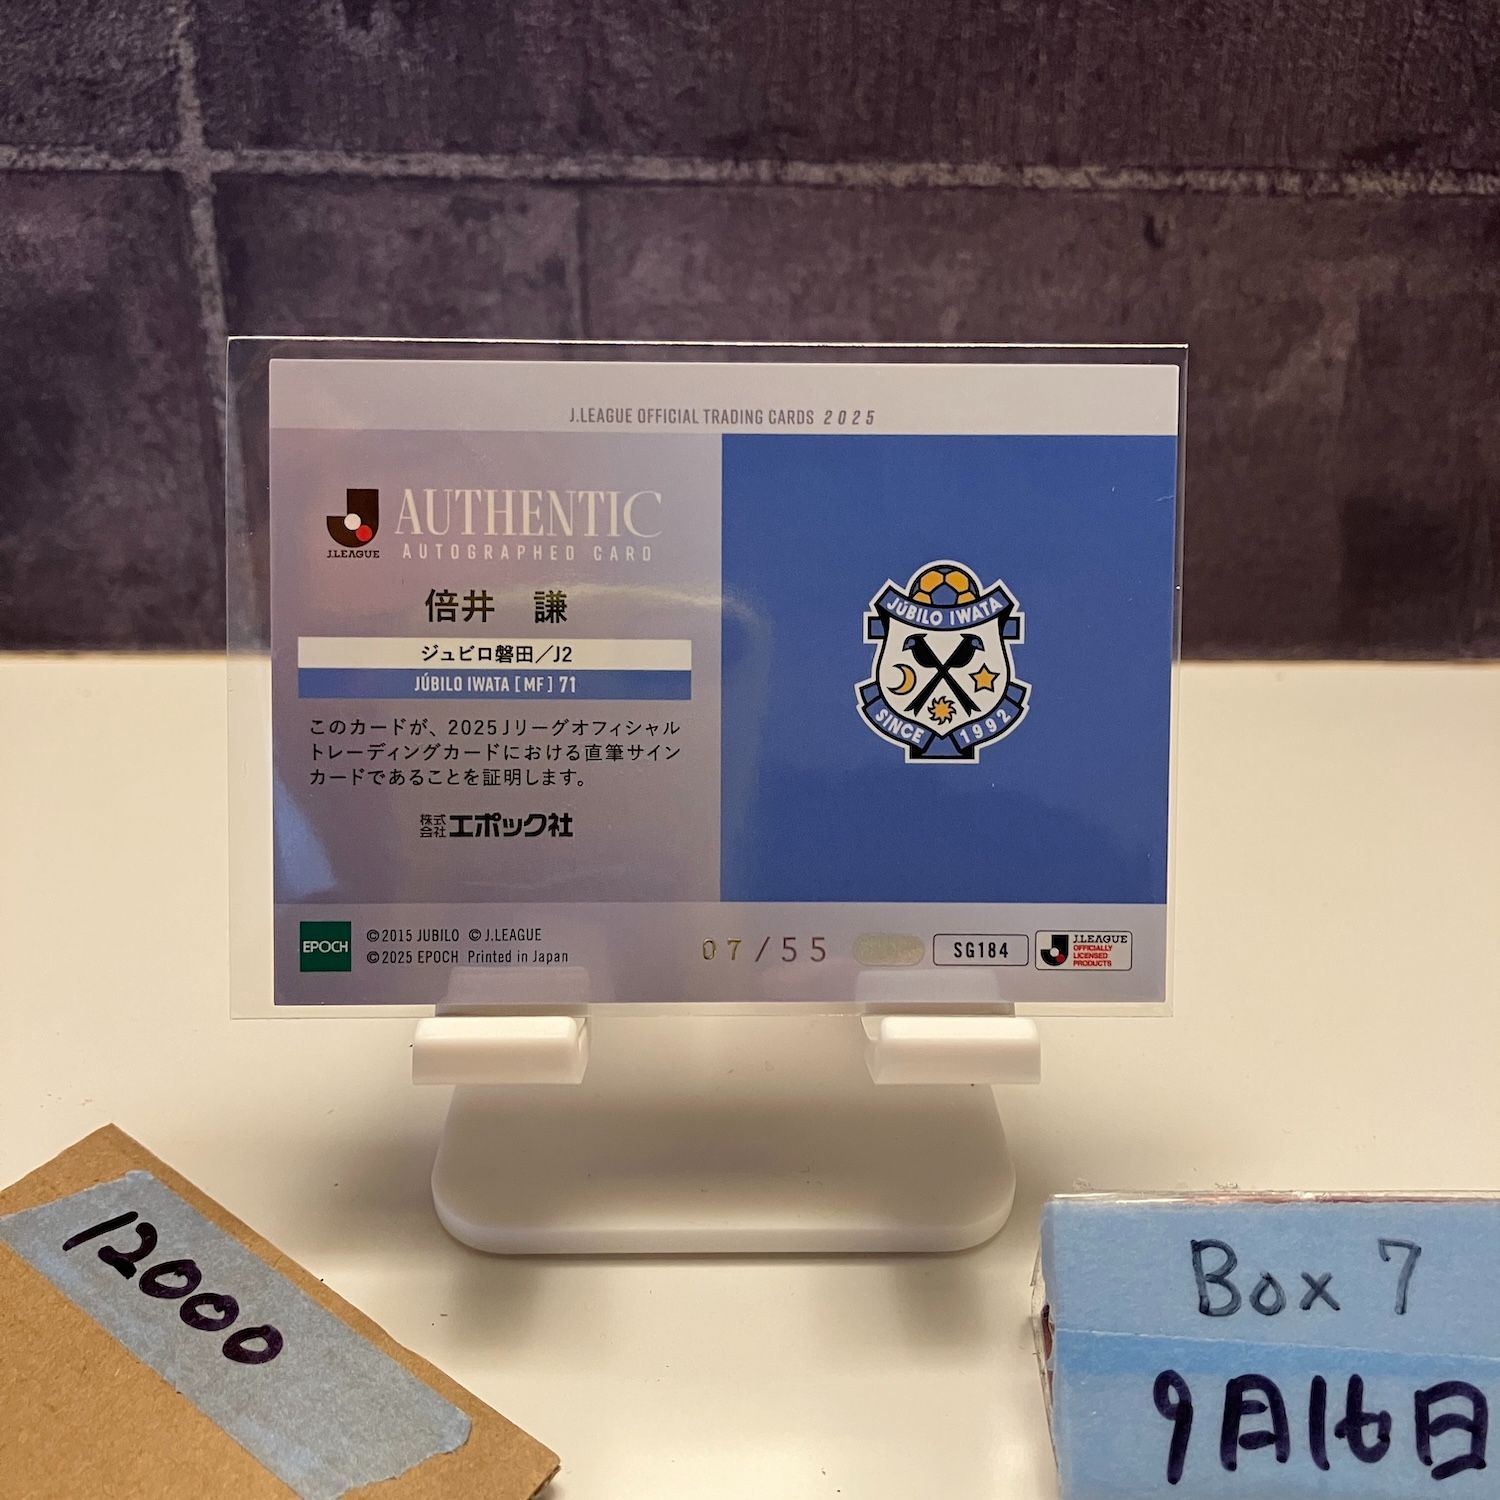 J.LEAGUE OFFICIAL TRADING CARDS 2025
J.LEAGUE
AUTHENTIC
AUTOGRAPHED CARD
倍井 謙
ジュビロ磐田/J2
JÚBILO IWATA [MF] 71
このカードが、2025Jリーグオフィシャル
トレーディングカードにおける直筆サイン
カードであることを証明します。
株式会社エポック社
JÚBILO IWATA
SINCE 1992
EPOCH
©2015 JUBILO ©J.LEAGUE
©2025 EPOCH Printed in Japan
07/55
SG184
J.LEAGUE
OFFICIALLY
LICENSED
PRODUCTS
12000
Box 7
9月16日